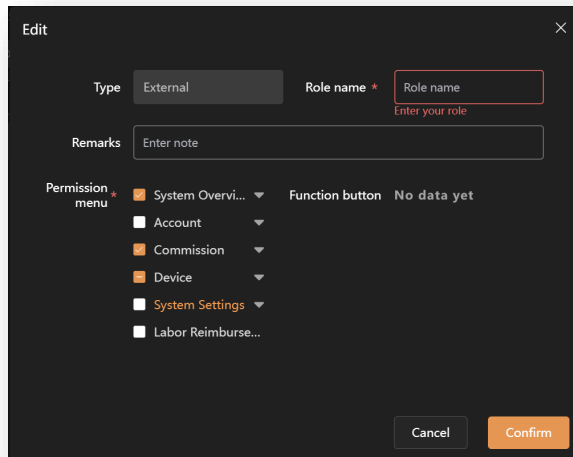 Edit
Type External Role name * Role name
Enter your role
Remarks Enter note
Permission menu * System Overvi... Function button No data yet
Account
Commission
Device
System Settings
Labor Reimburse...
Cancel Confirm